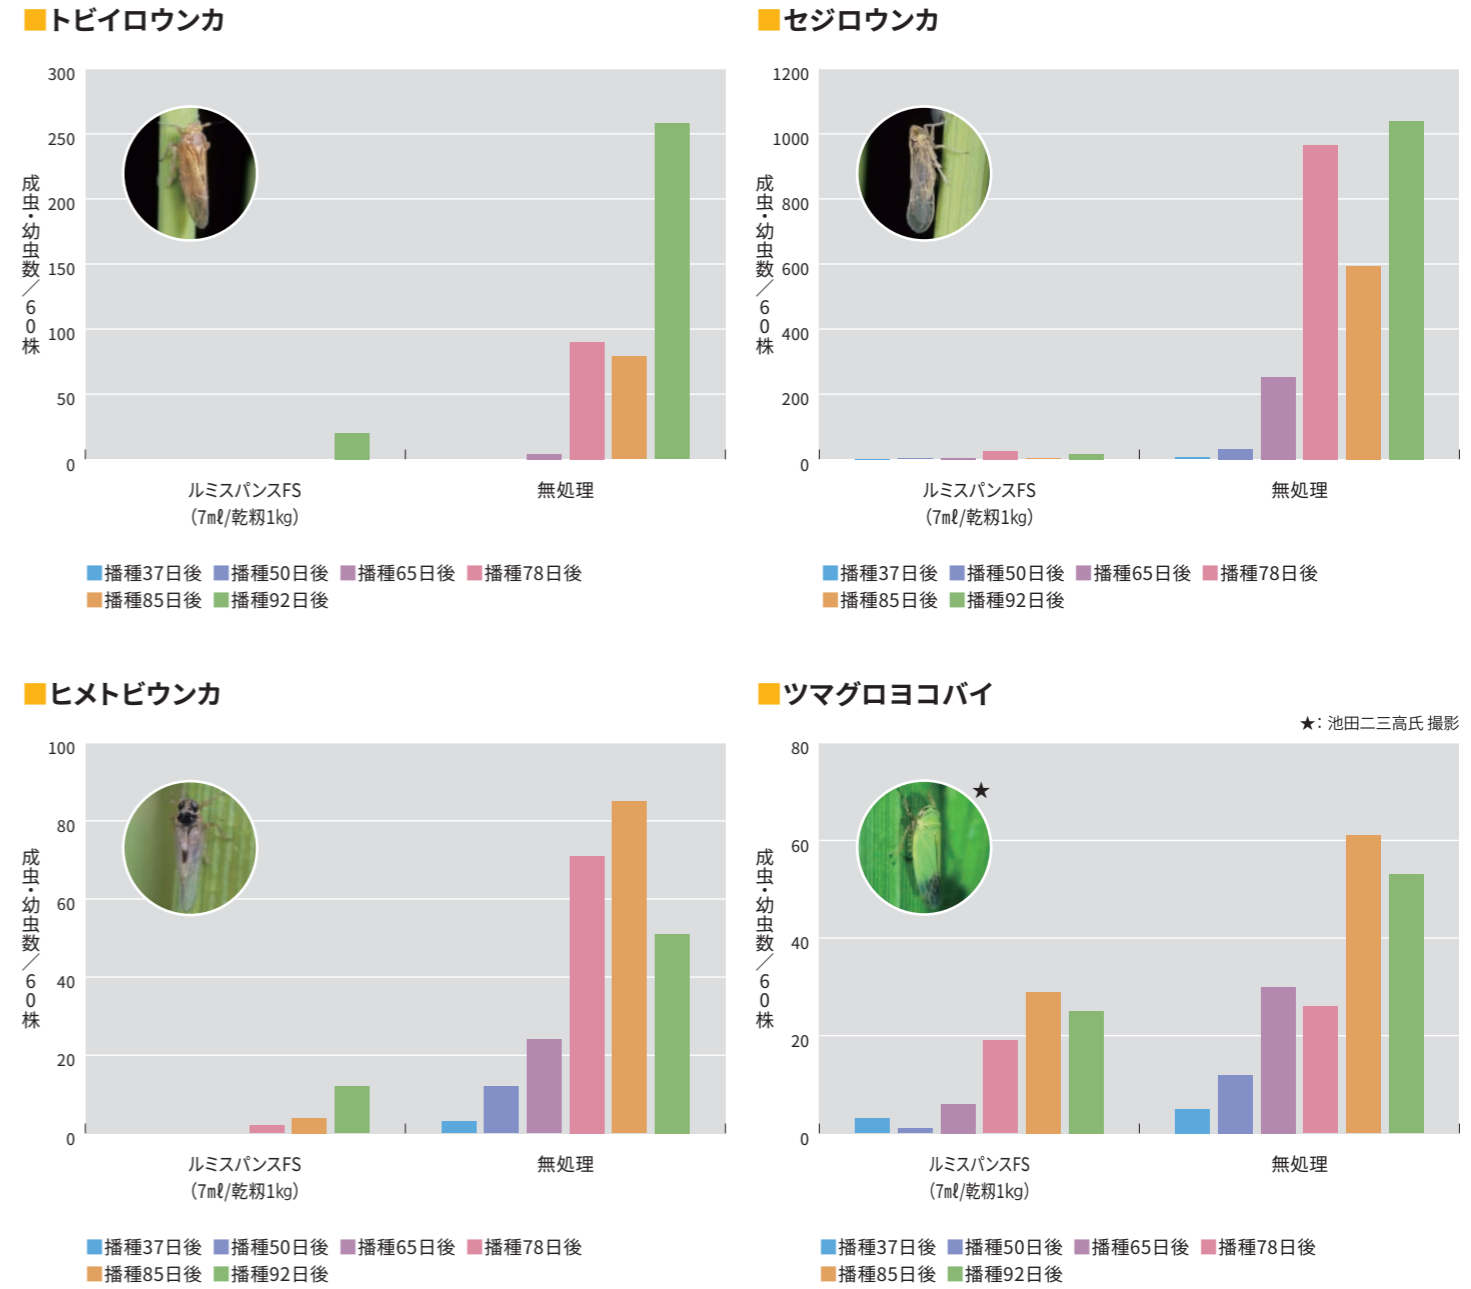 ■トビイロウンカ
300
250
200
150
100
50
0
成虫・幼虫数／60株
ルミスパンスFS
（7㎖/乾籾1kg）
無処理
■播種37日後 ■播種50日後 ■播種65日後 ■播種78日後
■播種85日後 ■播種92日後
■セジロウンカ
1200
1000
800
600
400
200
0
成虫・幼虫数／60株
ルミスパンスFS
（7㎖/乾籾1kg）
無処理
■播種37日後 ■播種50日後 ■播種65日後 ■播種78日後
■播種85日後 ■播種92日後
■ヒメトビウンカ
100
80
60
40
20
0
成虫・幼虫数／60株
ルミスパンスFS
（7㎖/乾籾1kg）
無処理
■播種37日後 ■播種50日後 ■播種65日後 ■播種78日後
■播種85日後 ■播種92日後
■ツマグロヨコバイ
★：池田二三高氏 撮影
80
60
40
20
0
成虫・幼虫数／60株
★
ルミスパンスFS
（7㎖/乾籾1kg）
無処理
■播種37日後 ■播種50日後 ■播種65日後 ■播種78日後
■播種85日後 ■播種92日後